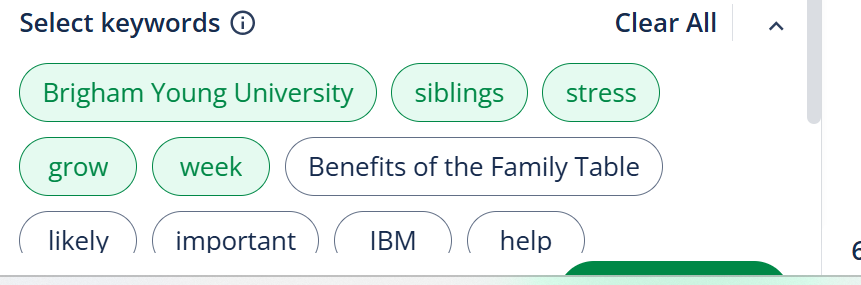 Select keywords Clear All
Brigham Young University siblings stress
grow week Benefits of the Family Table
likely important IBM help
6